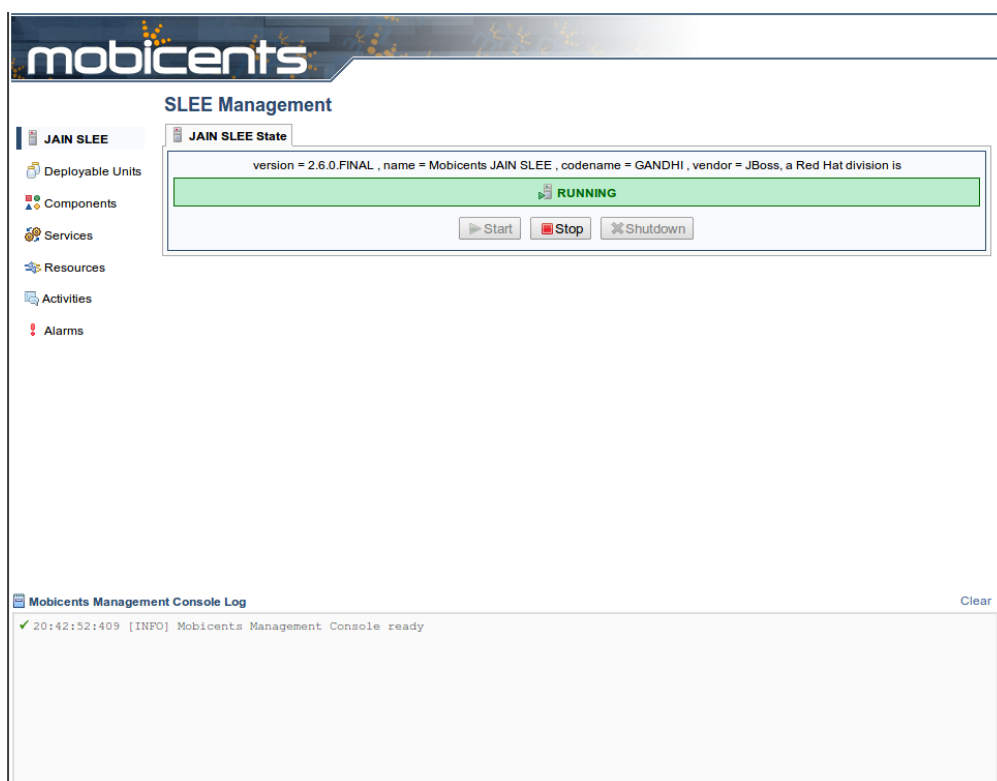 mobicents
SLEE Management
JAIN SLEE
Deployable Units
Components
Services
Resources
Activities
Alarms
JAIN SLEE State
version = 2.6.0.FINAL , name = Mobicents JAIN SLEE , codename = GANDHI , vendor = JBoss, a Red Hat division is
RUNNING
Start Stop Shutdown
Mobicents Management Console Log Clear
20:42:52:409 [INFO] Mobicents Management Console ready